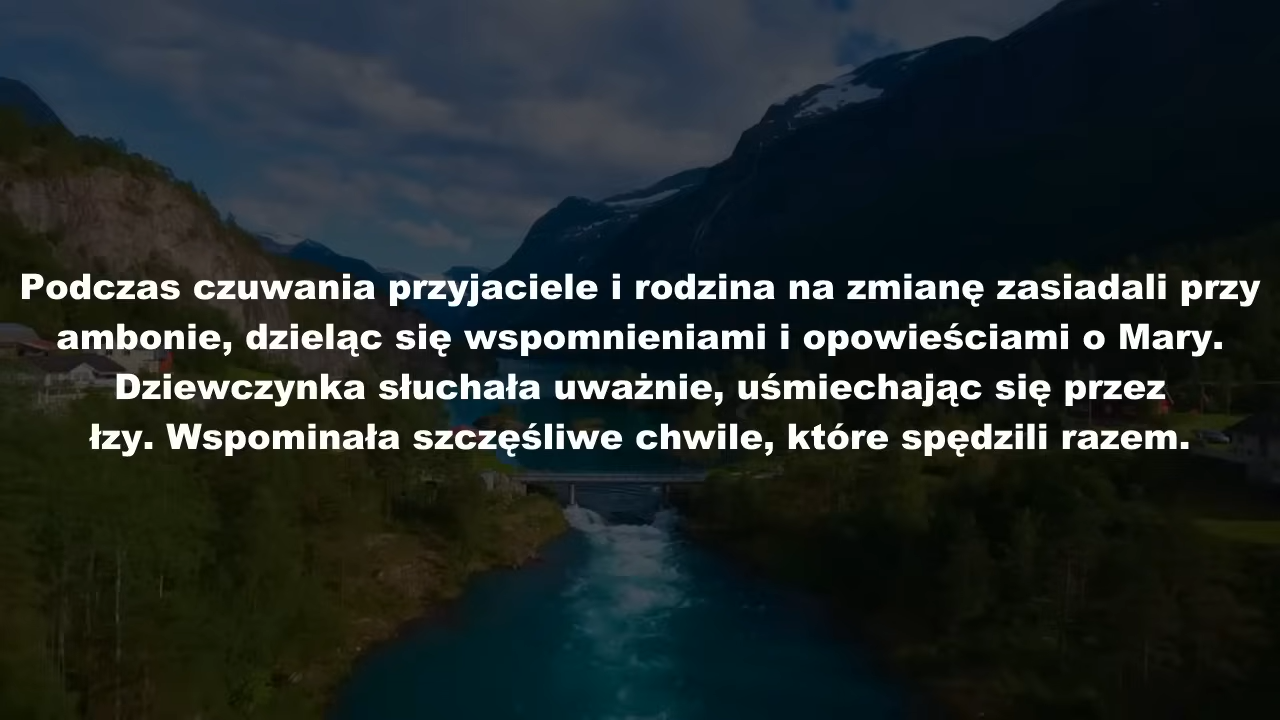 Podczas czuwania przyjaciele i rodzina na zmianę zasiadali przy
ambonie, dzieląc się wspomnieniami i opowieściami o Mary.
Dziewczynka słuchała uważnie, uśmiechając się przez
łzy. Wspominała szczęśliwe chwile, które spędzili razem.